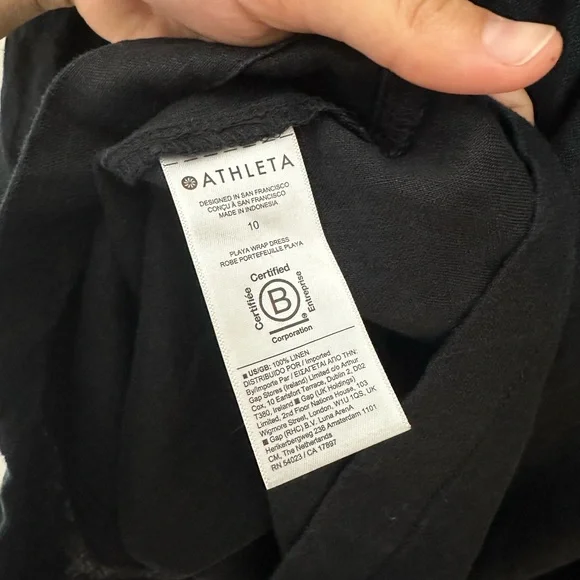 ATHLETA
DESIGNED IN SAN FRANCISCO
CONÇU À SAN FRANCISCO
MADE IN INDONESIA
10
PLAYA WRAP DRESS
ROBE PORTEFEUILLE PLAYA
Certified
Certifiée
B
Entreprise
®
Corporation
■ US/GB: 100% LINEN
DISTRIBUIDO POR / Imported
By/Importe Par / ΕΙΣΑΓΕΤΑΙ ΑΠΟ ΤΗΝ:
Gap Stores (Ireland) Limited c/o Arthur
Cox, 10 Earlsfort Terrace, Dublin 2, D02
T380, Ireland ■ Gap (UK Holdings)
Limited, 2nd Floor Nations House, 103
Wigmore Street, London, W1U 1QS, UK
■ Gap (RHC) B.V. Luna Arena,
Herikerbergweg 238 Amsterdam 1101
CM, The Netherlands
RN 54023 / CA 17897